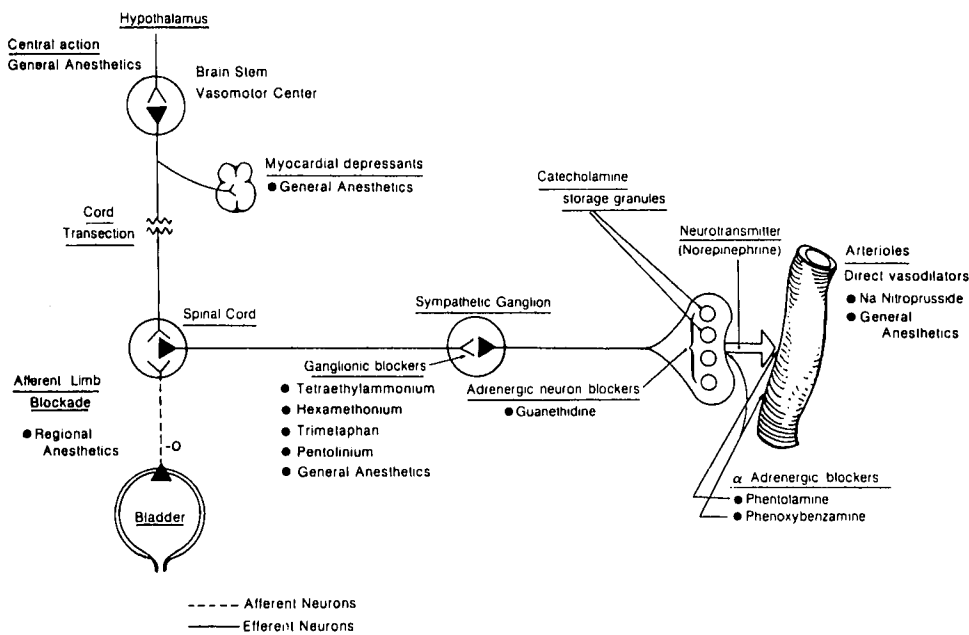 Hypothalamus
Central action
General Anesthetics
Brain Stem
Vasomotor Center
Myocardial depressants
● General Anesthetics
Cord
Transection
Catecholamine
storage granules
Neurotransmitter
(Norepinephrine)
Arterioles
Direct vasodilators
● Na Nitroprusside
● General
Anesthetics
Spinal Cord
Sympathetic Ganglion
Ganglionic blockers
● Tetraethylammonium
● Hexamethonium
● Trimetaphan
● Pentolinium
● General Anesthetics
Adrenergic neuron blockers
● Guanethidine
Afferent Limb
Blockade
● Regional
Anesthetics
-O
Bladder
α Adrenergic blockers
● Phentolamine
● Phenoxybenzamine
Afferent Neurons
Efferent Neurons